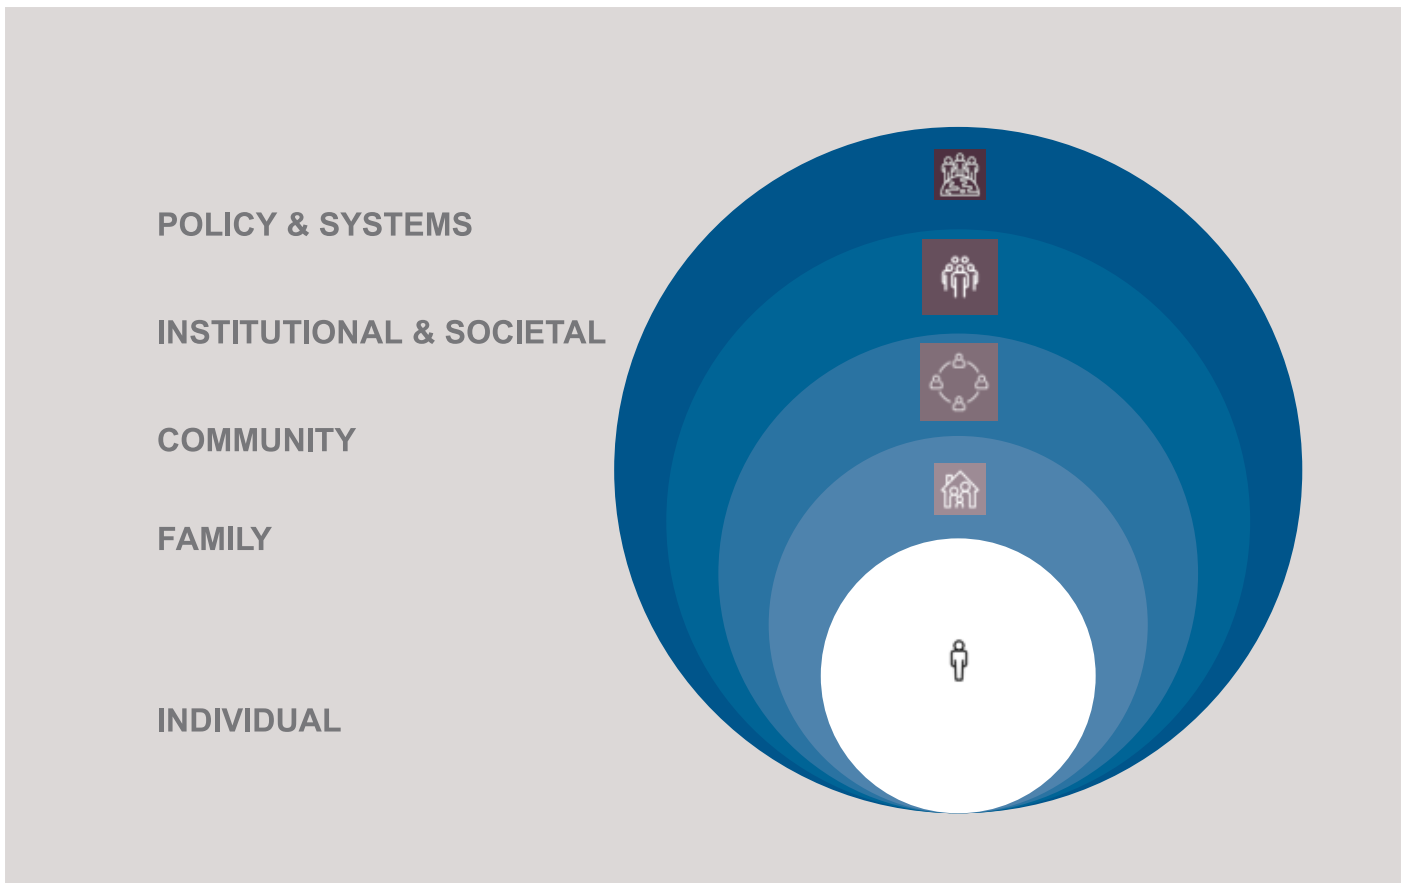 POLICY & SYSTEMS
INSTITUTIONAL & SOCIETAL
COMMUNITY
FAMILY
INDIVIDUAL